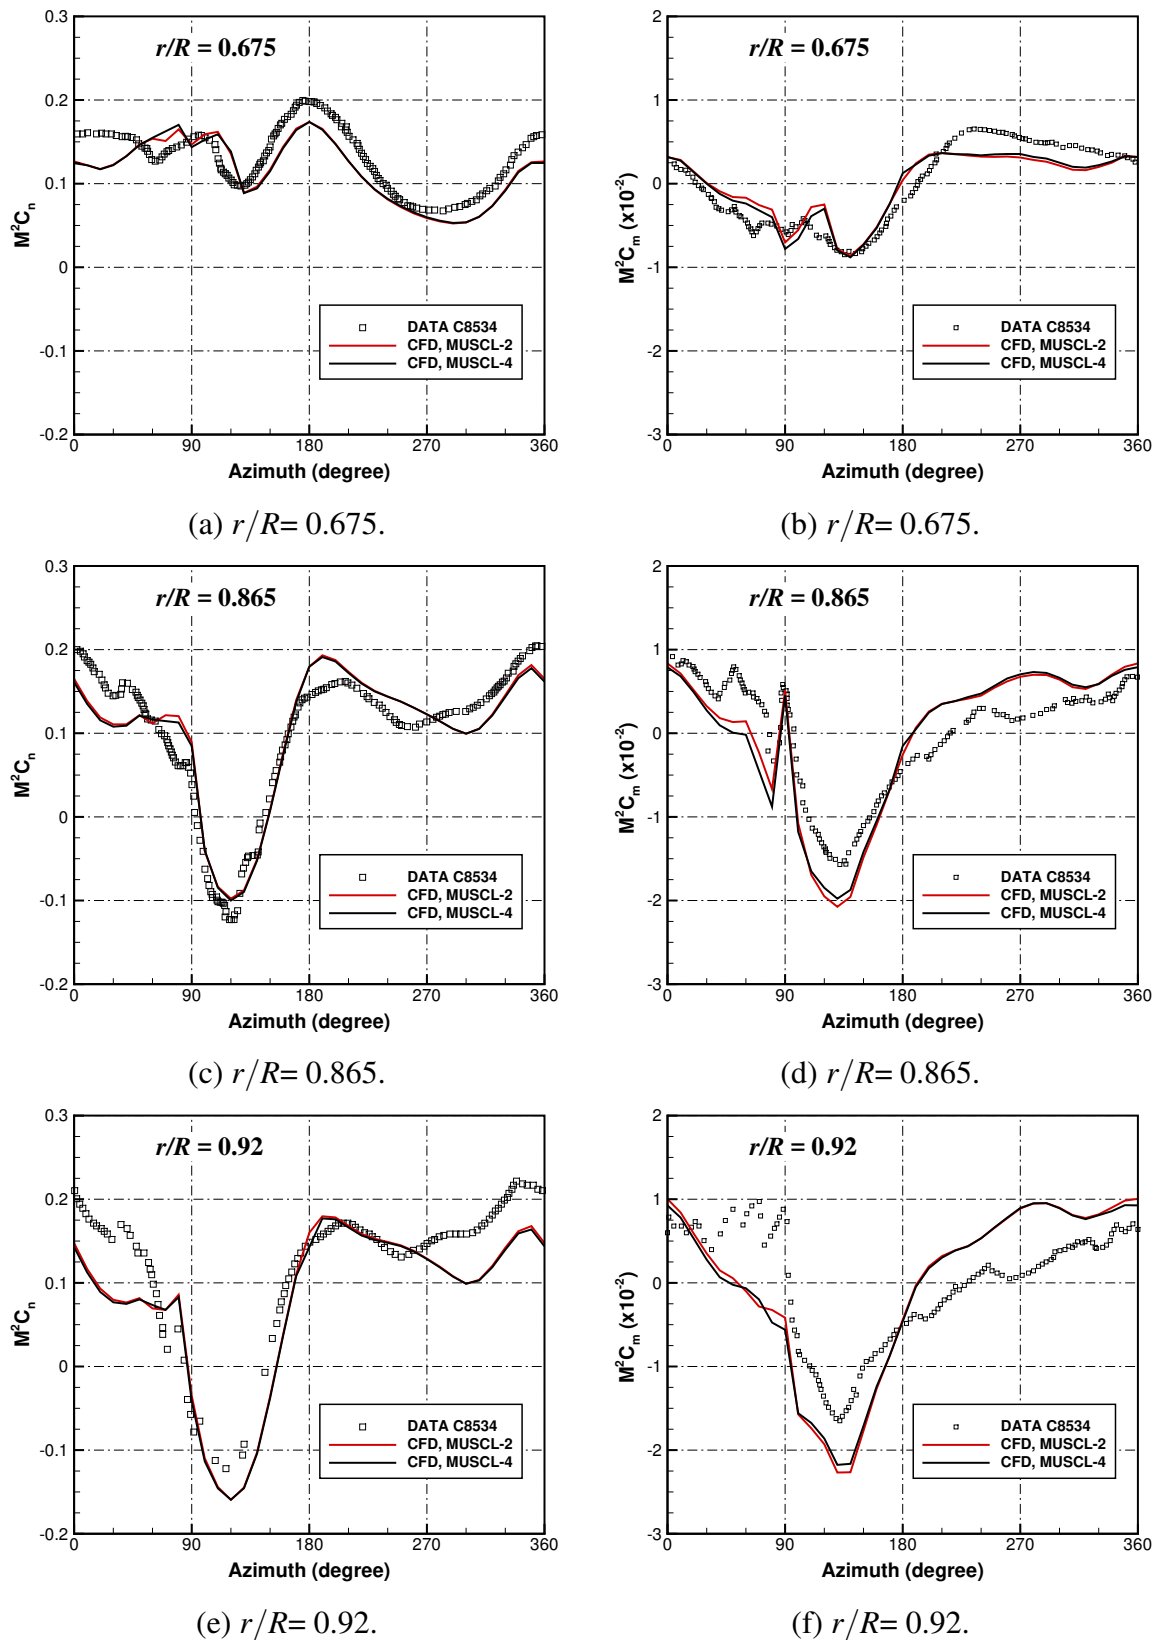 0.3
0.2
0.1
0
-0.1
-0.2
M²Cₙ
r/R = 0.675
DATA C8534
CFD, MUSCL-2
CFD, MUSCL-4
0 90 180 270 360
Azimuth (degree)
(a) r/R= 0.675.
2
1
0
-1
-2
-3
M²Cₘ (x10⁻²)
r/R = 0.675
DATA C8534
CFD, MUSCL-2
CFD, MUSCL-4
0 90 180 270 360
Azimuth (degree)
(b) r/R= 0.675.
0.3
0.2
0.1
0
-0.1
-0.2
M²Cₙ
r/R = 0.865
DATA C8534
CFD, MUSCL-2
CFD, MUSCL-4
0 90 180 270 360
Azimuth (degree)
(c) r/R= 0.865.
2
1
0
-1
-2
-3
M²Cₘ (x10⁻²)
r/R = 0.865
DATA C8534
CFD, MUSCL-2
CFD, MUSCL-4
0 90 180 270 360
Azimuth (degree)
(d) r/R= 0.865.
0.3
0.2
0.1
0
-0.1
-0.2
M²Cₙ
r/R = 0.92
DATA C8534
CFD, MUSCL-2
CFD, MUSCL-4
0 90 180 270 360
Azimuth (degree)
(e) r/R= 0.92.
2
1
0
-1
-2
-3
M²Cₘ (x10⁻²)
r/R = 0.92
DATA C8534
CFD, MUSCL-2
CFD, MUSCL-4
0 90 180 270 360
Azimuth (degree)
(f) r/R= 0.92.